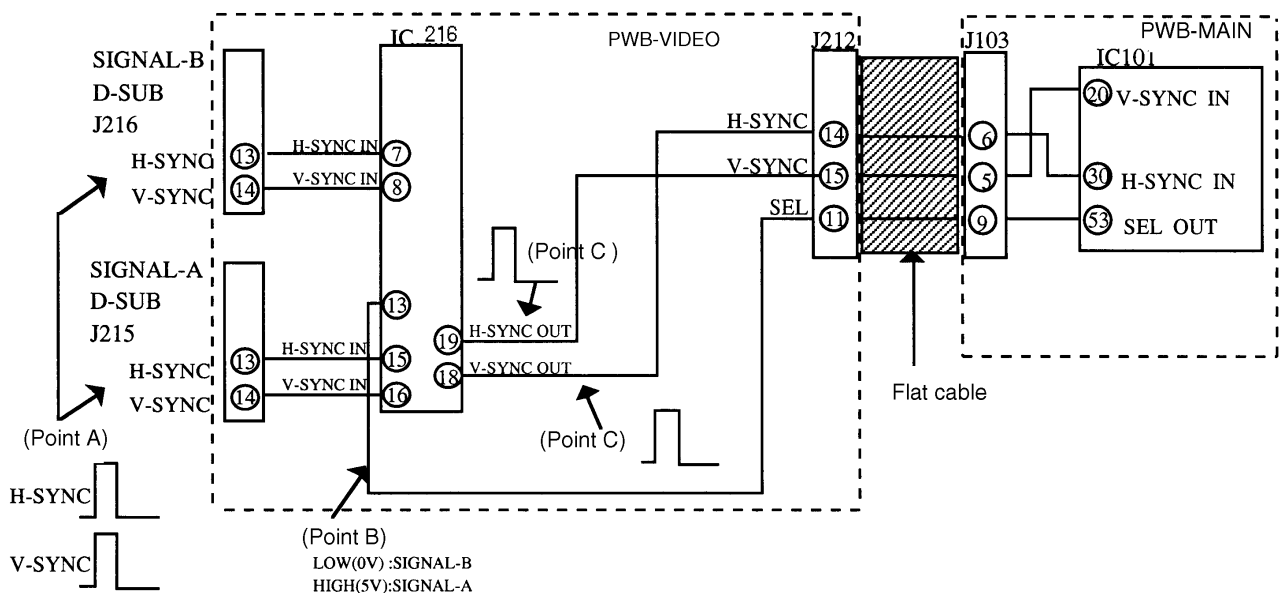 PWB-VIDEO
PWB-MAIN
SIGNAL-B
D-SUB
J216
H-SYNC
V-SYNC
13
14
H-SYNC IN
V-SYNC IN
IC 216
7
8
13
15
16
19
18
SIGNAL-A
D-SUB
J215
H-SYNC
V-SYNC
13
14
H-SYNC IN
V-SYNC IN
(Point A)
H-SYNC
V-SYNC
(Point C )
H-SYNC OUT
V-SYNC OUT
(Point C)
(Point B)
LOW(0V) :SIGNAL-B
HIGH(5V):SIGNAL-A
H-SYNC
V-SYNC
SEL
J212
14
15
11
Flat cable
J103
6
5
9
IC101
20 V-SYNC IN
30 H-SYNC IN
53 SEL OUT